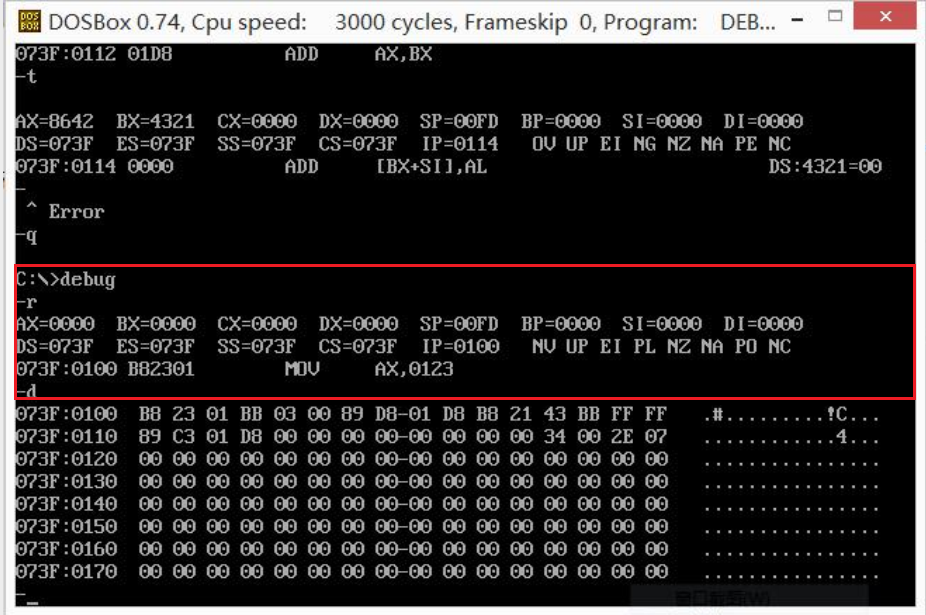 DOSBox 0.74, Cpu speed: 3000 cycles, Frameskip 0, Program: DEB...
073F:0112 01D8 ADD AX,BX
-t
AX=8642 BX=4321 CX=0000 DX=0000 SP=00FD BP=0000 SI=0000 DI=0000
DS=073F ES=073F SS=073F CS=073F IP=0114 OV UP EI NG NZ NA PE NC
073F:0114 0000 ADD [BX+SI],AL DS:4321=00
-
^ Error
-q
C:\>debug
-r
AX=0000 BX=0000 CX=0000 DX=0000 SP=00FD BP=0000 SI=0000 DI=0000
DS=073F ES=073F SS=073F CS=073F IP=0100 NV UP EI PL NZ NA PO NC
073F:0100 B82301 MOV AX,0123
-d
073F:0100 B8 23 01 BB 03 00 89 D8-01 D8 B8 21 43 BB FF FF .#.........!C...
073F:0110 89 C3 01 D8 00 00 00 00-00 00 00 00 34 00 2E 07 ............4...
073F:0120 00 00 00 00 00 00 00 00-00 00 00 00 00 00 00 00 ................
073F:0130 00 00 00 00 00 00 00 00-00 00 00 00 00 00 00 00 ................
073F:0140 00 00 00 00 00 00 00 00-00 00 00 00 00 00 00 00 ................
073F:0150 00 00 00 00 00 00 00 00-00 00 00 00 00 00 00 00 ................
073F:0160 00 00 00 00 00 00 00 00-00 00 00 00 00 00 00 00 ................
073F:0170 00 00 00 00 00 00 00 00-00 00 00 00 00 00 00 00 ................
-_